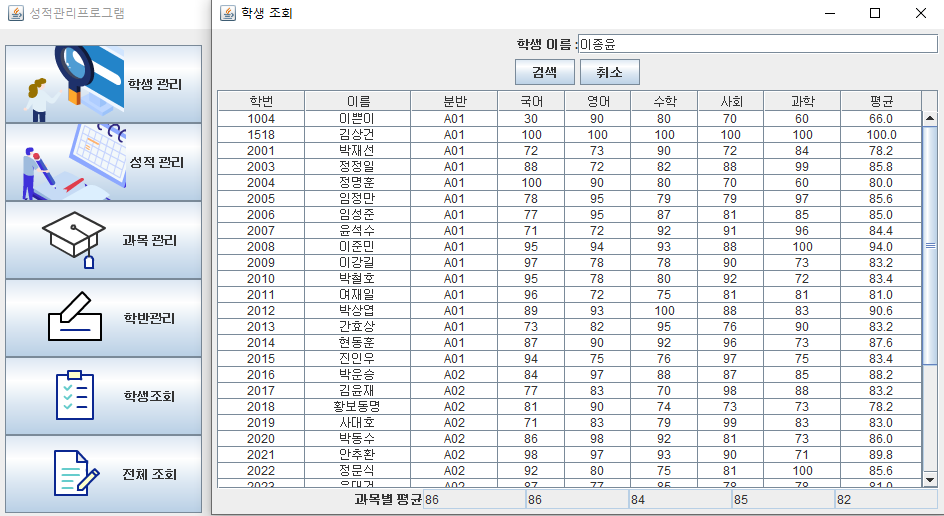 성적관리프로그램
학생 관리
성적 관리
과목 관리
학반관리
학생조회
전체 조회
학생 조회
학생 이름 : 이종윤
검색 취소
학번 이름 분반 국어 영어 수학 사회 과학 평균
1004 이쁜이 A01 30 90 80 70 60 66.0
1518 김상건 A01 100 100 100 100 100 100.0
2001 박재선 A01 72 73 90 72 84 78.2
2003 정정일 A01 88 72 82 88 99 85.8
2004 정명훈 A01 100 90 80 70 60 80.0
2005 임정만 A01 78 95 79 79 97 85.6
2006 임성준 A01 77 95 87 81 85 85.0
2007 윤석수 A01 71 72 92 91 96 84.4
2008 이준민 A01 95 94 93 88 100 94.0
2009 이강길 A01 97 78 78 90 73 83.2
2010 박철호 A01 95 78 80 92 72 83.4
2011 여재일 A01 96 72 75 81 81 81.0
2012 박상엽 A01 89 93 100 88 83 90.6
2013 간효상 A01 73 82 95 76 90 83.2
2014 현동훈 A01 87 90 92 96 73 87.6
2015 진인우 A01 94 75 76 97 75 83.4
2016 박운승 A02 84 97 88 87 85 88.2
2017 김윤재 A02 77 83 70 98 88 83.2
2018 황보동명 A02 81 90 74 73 73 78.2
2019 사대호 A02 71 83 79 99 83 83.0
2020 박동수 A02 86 98 92 81 73 86.0
2021 안추환 A02 98 97 93 90 71 89.8
2022 정문식 A02 92 80 75 81 100 85.6
2023 A02 87 77 85 78 78 81.0
과목별 평균 86 86 84 85 82